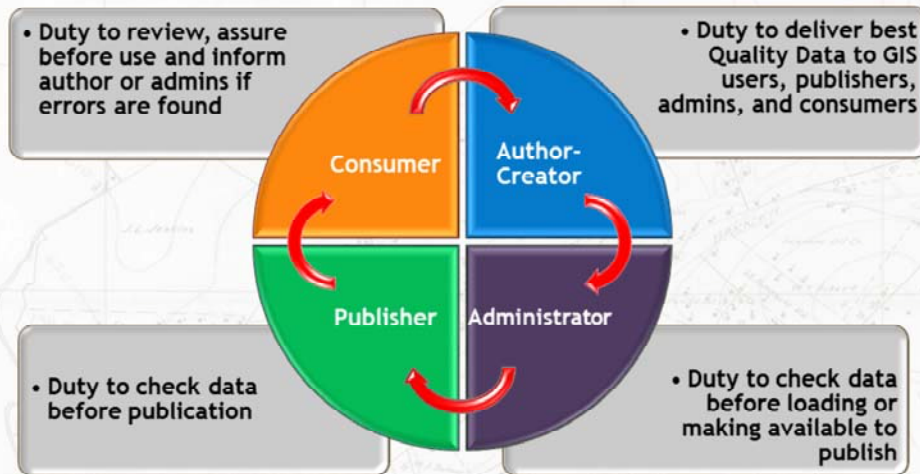 • Duty to review, assure
before use and inform
author or admins if
errors are found
• Duty to deliver best
Quality Data to GIS
users, publishers,
admins, and consumers
Consumer
Author-
Creator
Publisher
Administrator
• Duty to check data
before publication
• Duty to check data
before loading or
making available to
publish